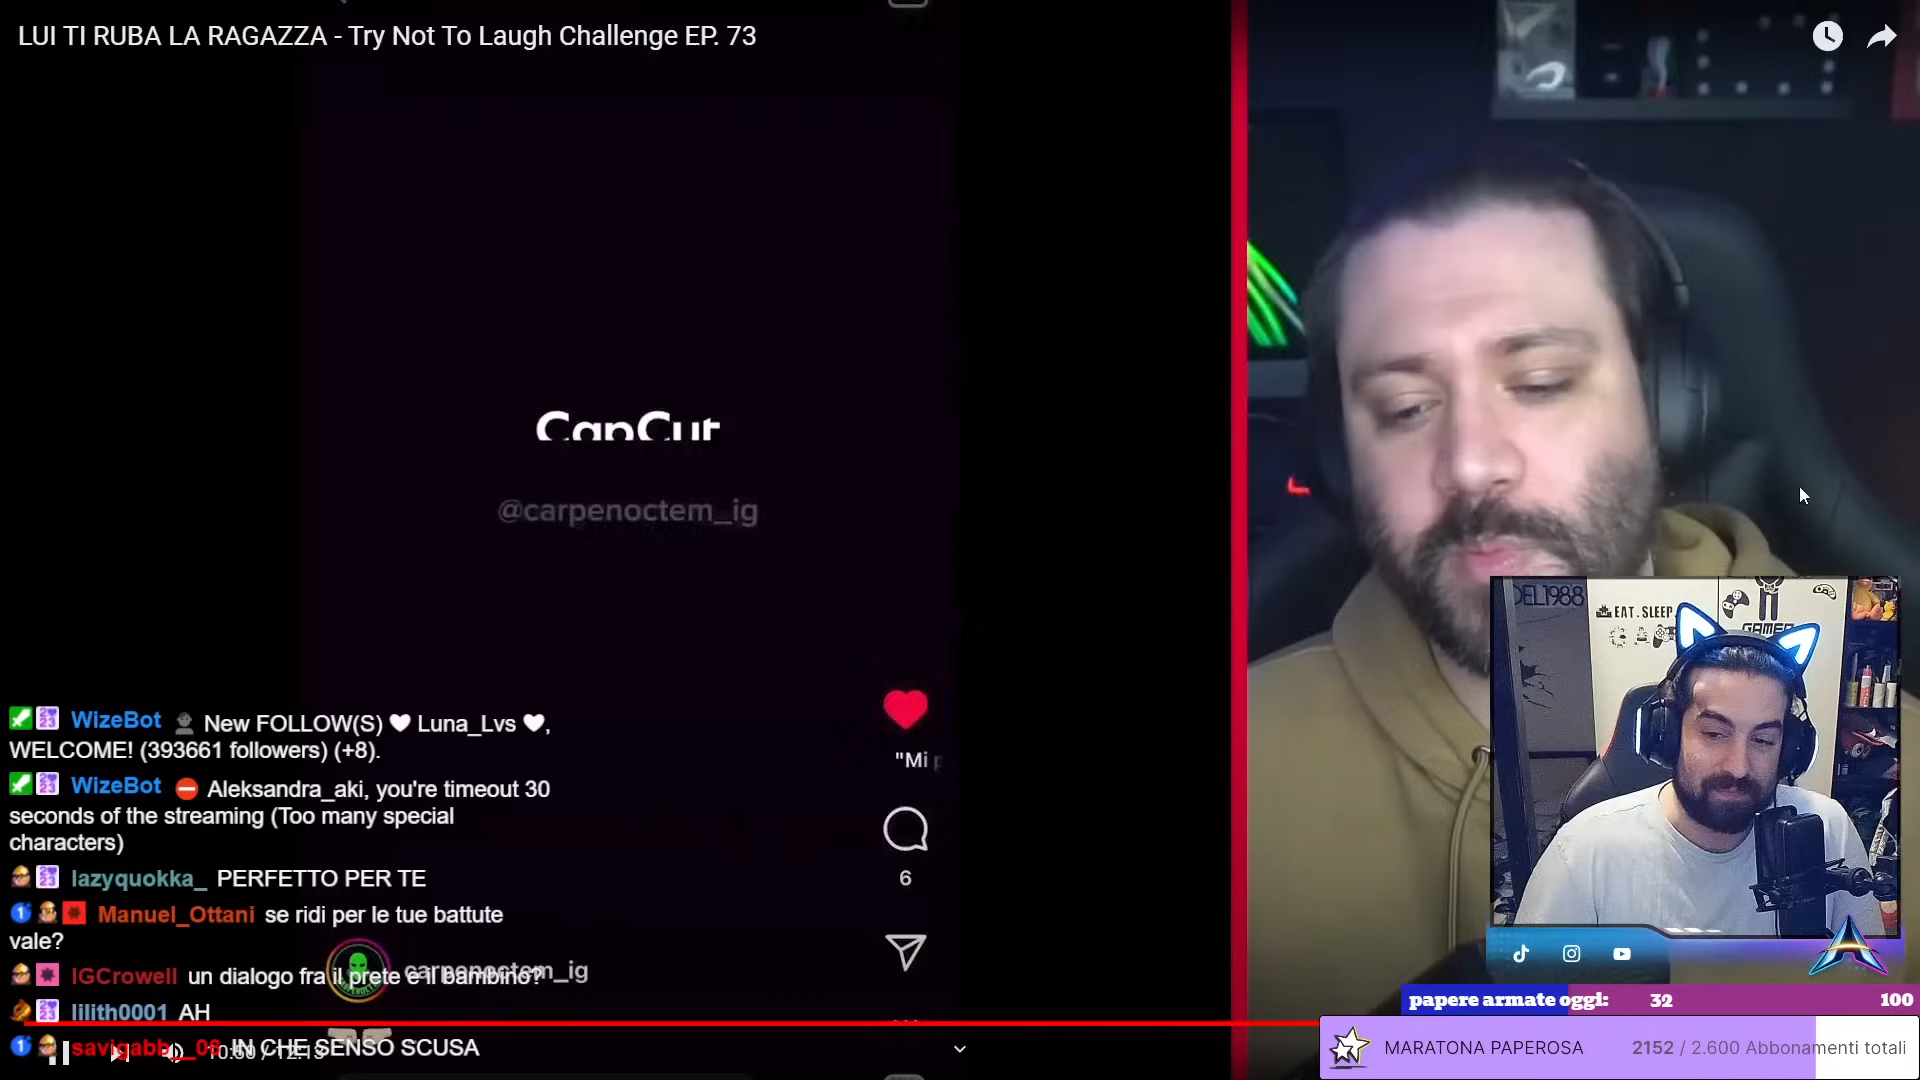 LUI TI RUBA LA RAGAZZA - Try Not To Laugh Challenge EP. 73
CapCut
@carpenoctem_ig
DEL1988
EAT.SLEEP
GAMER
WizeBot New FOLLOW(S) Luna_Lvs ,
WELCOME! (393661 followers) (+8).
"Mi
WizeBot Aleksandra_aki, you're timeout 30
seconds of the streaming (Too many special
characters)
6
lazyquokka_ PERFETTO PER TE
Manuel_Ottani se ridi per le tue battute
vale?
carpenoctem_ig
IGCrowell un dialogo fra il prete e il bambino?
lilith0001 AH
IN CHE SENSO SCUSA
papere armate oggi: 32 100
MARATONA PAPEROSA 2152 / 2.600 Abbonamenti totali